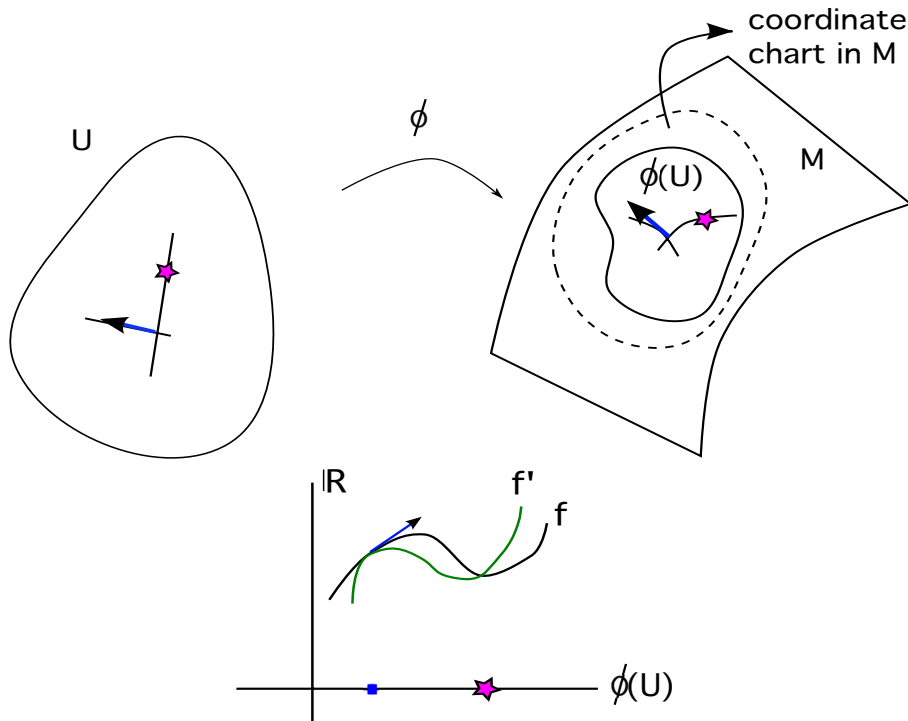 coordinate
chart in M
U
ϕ
M
ϕ(U)
ℝ
f'
f
ϕ(U)